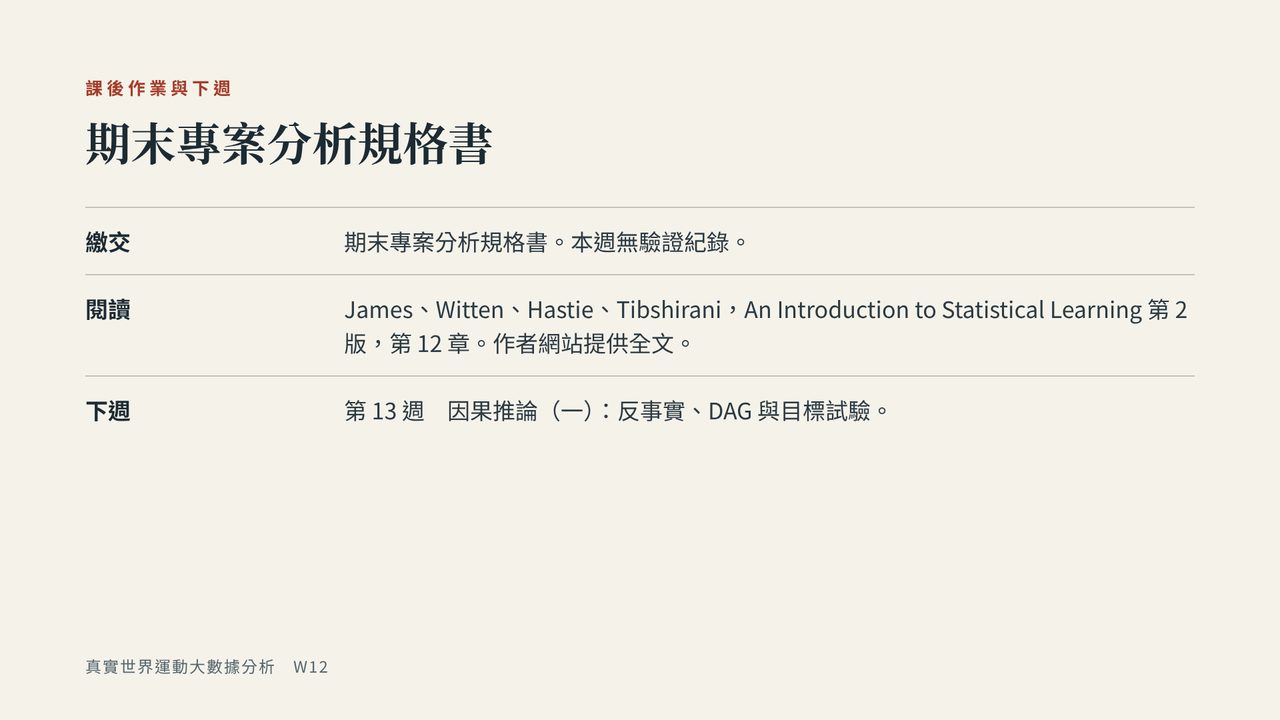 課後作業與下週
期末專案分析規格書
繳交
期末專案分析規格書。本週無驗證紀錄。
閱讀
James、Witten、Hastie、Tibshirani，An Introduction to Statistical Learning 第 2
版，第 12 章。作者網站提供全文。
下週
第 13 週　因果推論（一）：反事實、DAG 與目標試驗。
真實世界運動大數據分析　W12